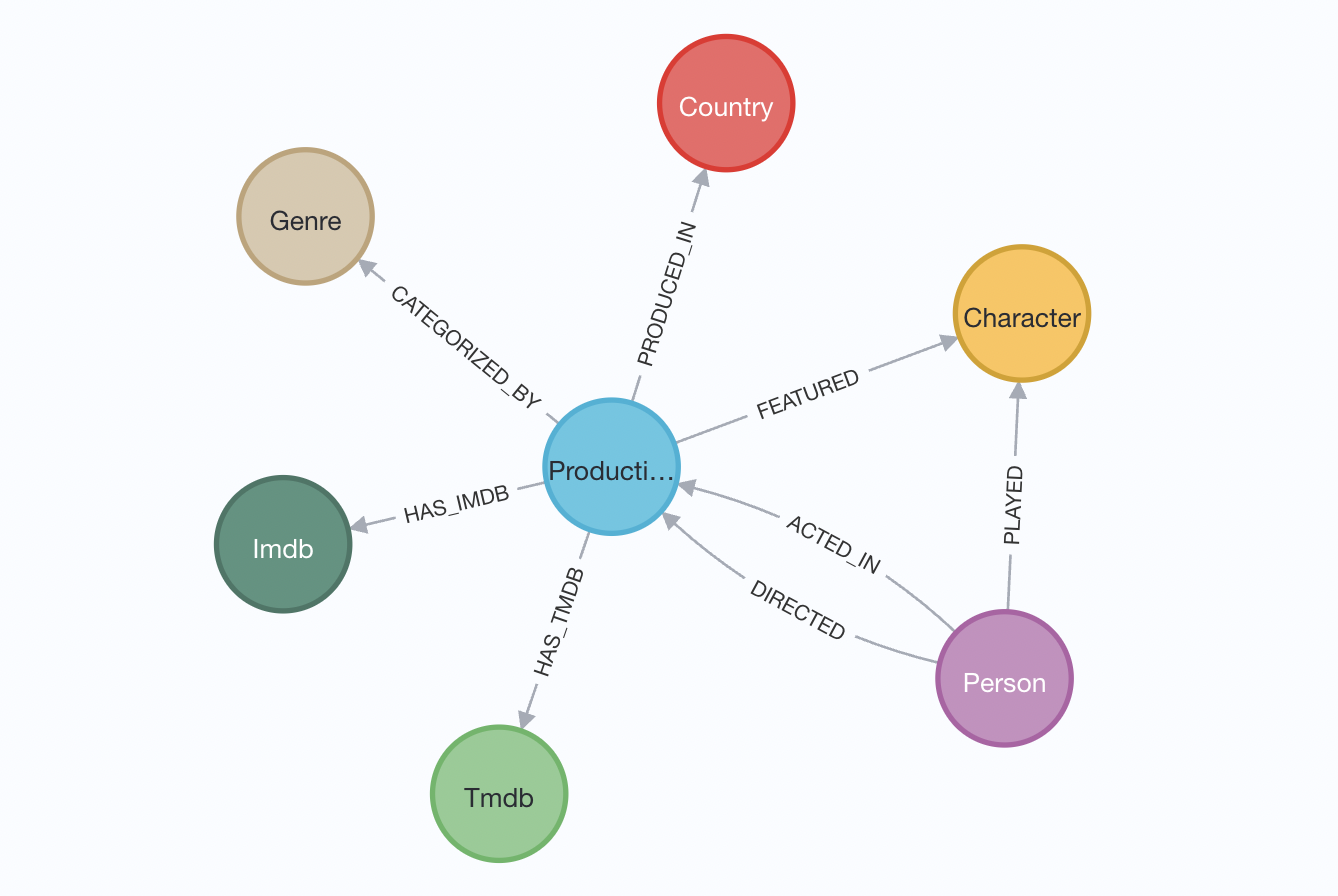 Country
Genre
PRODUCED_IN
CATEGORIZED_BY
Character
FEATURED
Producti...
HAS_IMDB
Imdb
ACTED_IN
PLAYED
DIRECTED
HAS_TMDB
Person
Tmdb